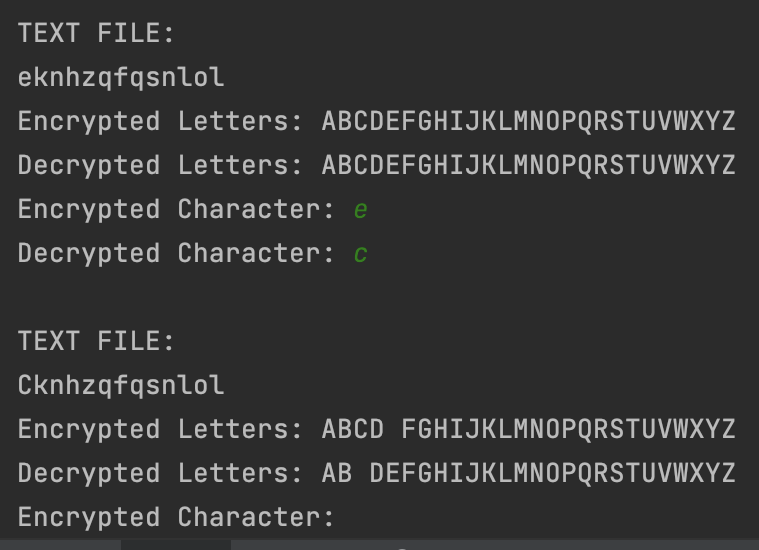 TEXT FILE:
eknhzqfqsnlol
Encrypted Letters: ABCDEFGHIJKLMNOPQRSTUVWXYZ
Decrypted Letters: ABCDEFGHIJKLMNOPQRSTUVWXYZ
Encrypted Character: e
Decrypted Character: c
TEXT FILE:
Cknhzqfqsnlol
Encrypted Letters: ABCD FGHIJKLMNOPQRSTUVWXYZ
Decrypted Letters: AB DEFGHIJKLMNOPQRSTUVWXYZ
Encrypted Character: